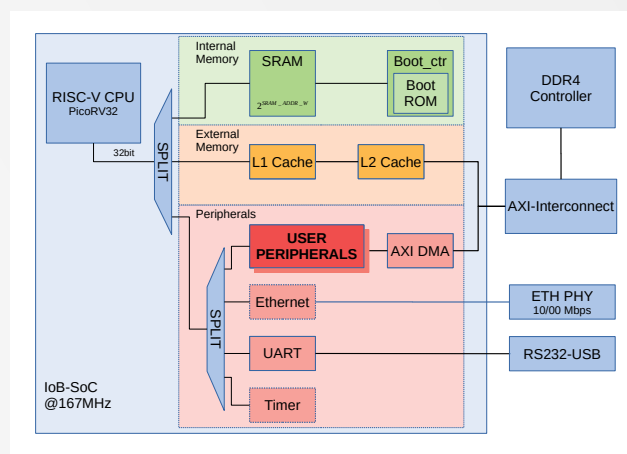 Internal
Memory
SRAM
2^SRAM_ADDR_W
Boot_ctr
Boot
ROM
RISC-V CPU
PicoRV32
32bit
SPLIT
External
Memory
L1 Cache
L2 Cache
DDR4
Controller
AXI-Interconnect
Peripherals
USER
PERIPHERALS
AXI DMA
SPLIT
Ethernet
ETH PHY
10/00 Mbps
UART
RS232-USB
Timer
IoB-SoC
@167MHz